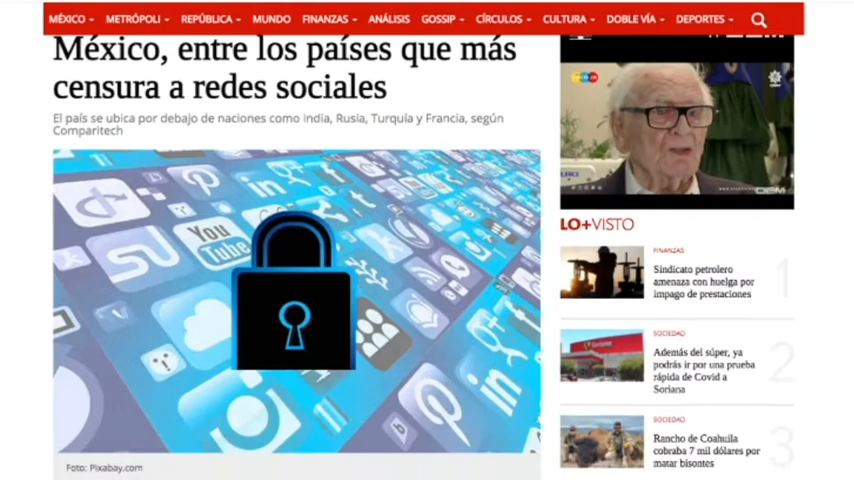 MÉXICO METRÓPOLI REPÚBLICA MUNDO FINANZAS ANÁLISIS GOSSIP CÍRCULOS CULTURA DOBLE VÍA DEPORTES
México, entre los países que más
censura a redes sociales
El país se ubica por debajo de naciones como India, Rusia, Turquía y Francia, según
Comparitech
You
Tube
Foto: Pixabay.com
OEM
LO+VISTO
FINANZAS
Sindicato petrolero
amenaza con huelga por
impago de prestaciones
1
SOCIEDAD
Además del súper, ya
podrás ir por una prueba
rápida de Covid a
Soriana
2
SOCIEDAD
Rancho de Coahuila
cobraba 7 mil dólares por
matar bisontes
3